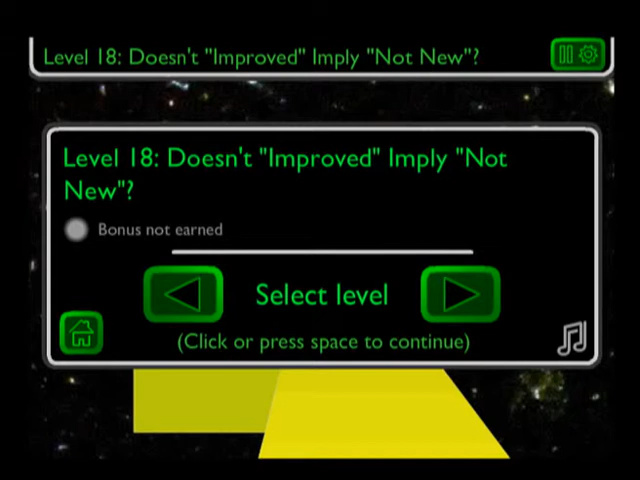 Level 18: Doesn't "Improved" Imply "Not New"?
Level 18: Doesn't "Improved" Imply "Not
New"?
Bonus not earned
Select level
(Click or press space to continue)